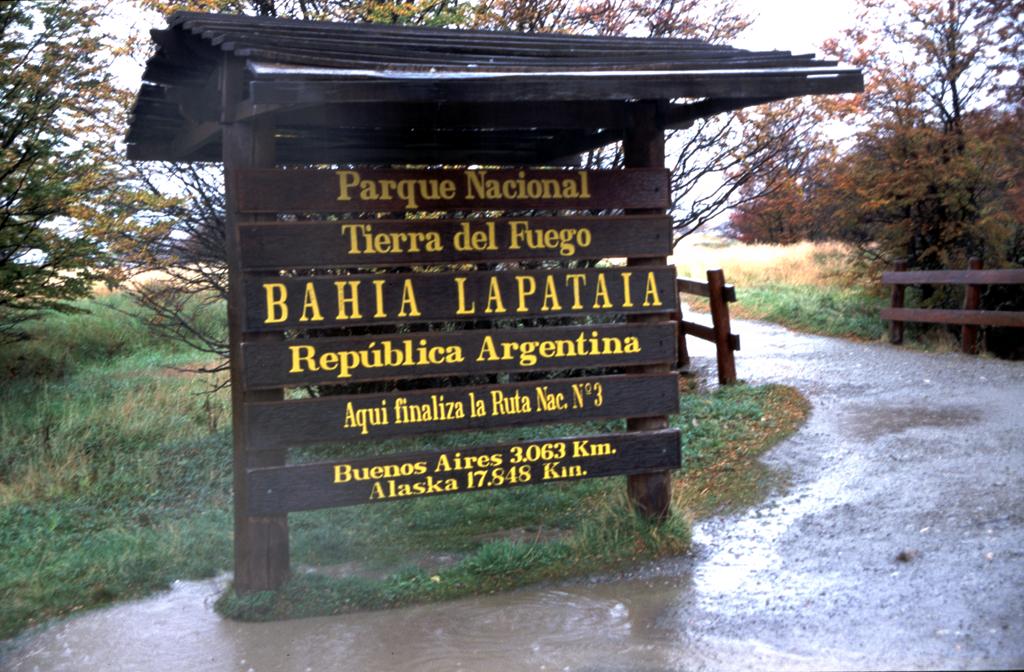 Parque Nacional
Tierra del Fuego
BAHIA LAPATAIA
República Argentina
Aqui finaliza la Ruta Nac. Nº3
Buenos Aires 3.063 Km.
Alaska 17.848 Km.